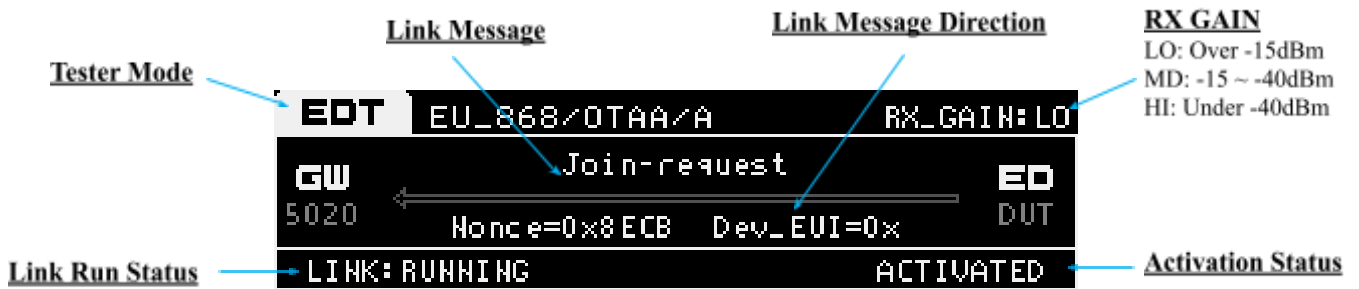 Link Message
Link Message Direction
RX GAIN
LO: Over -15dBm
MD: -15 ~ -40dBm
HI: Under -40dBm
Tester Mode
EDT EU_868/OTAA/A RX_GAIN:LO
Join-request
GW ED
5020 DUT
Nonce=0x8ECB Dev_EUI=0x
Link Run Status LINK:RUNNING ACTIVATED Activation Status